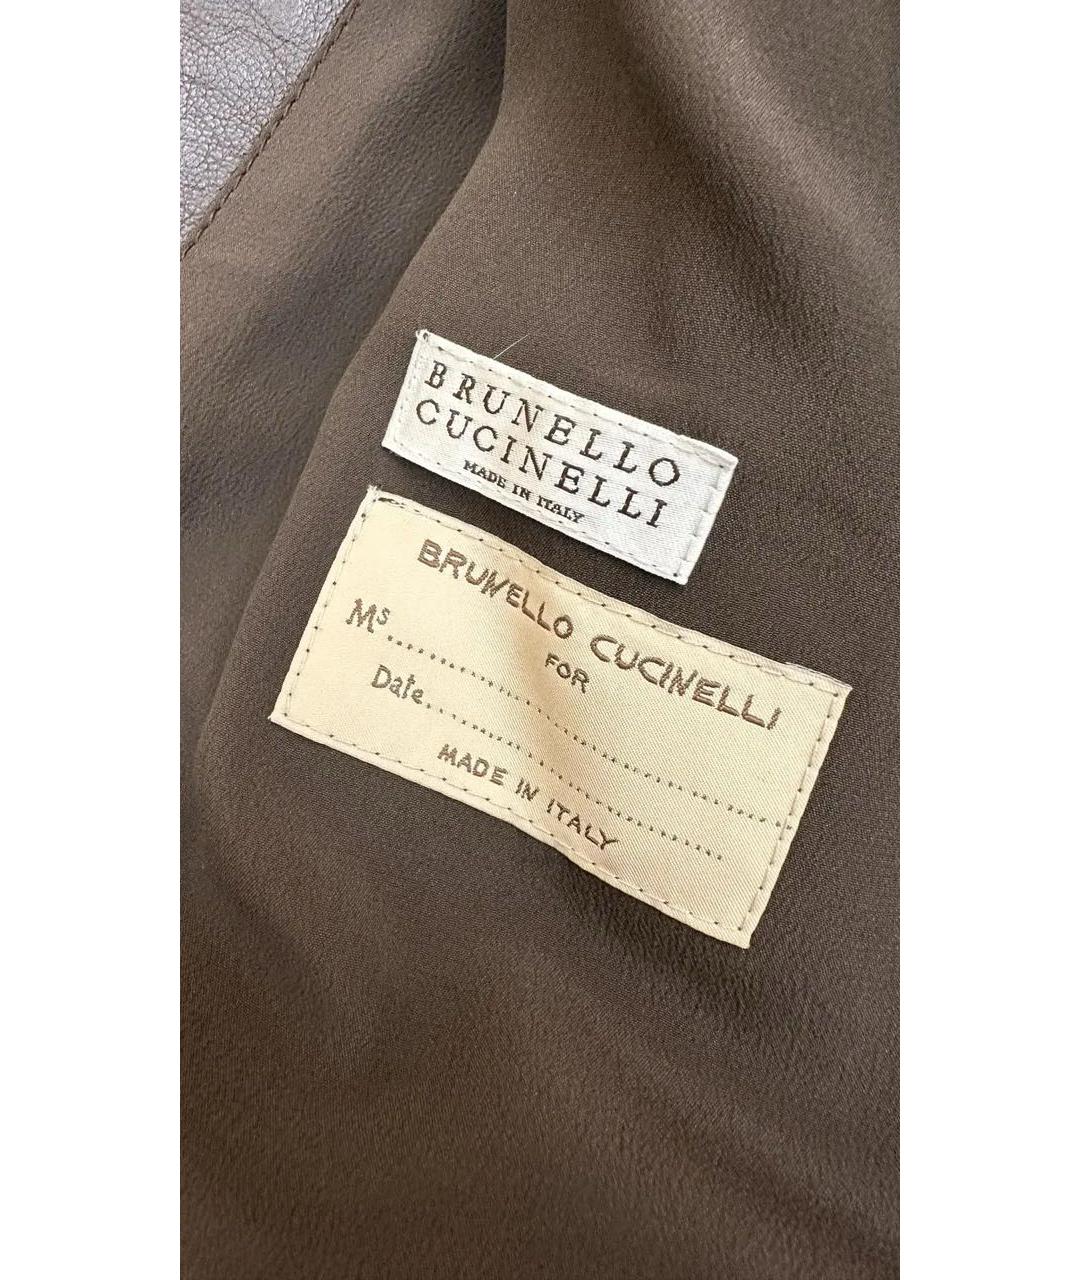 BRUNELLO
CUCINELLI
MADE IN ITALY
BRUNELLO CUCINELLI
FOR
Ms........................................
Date........................................
MADE IN ITALY